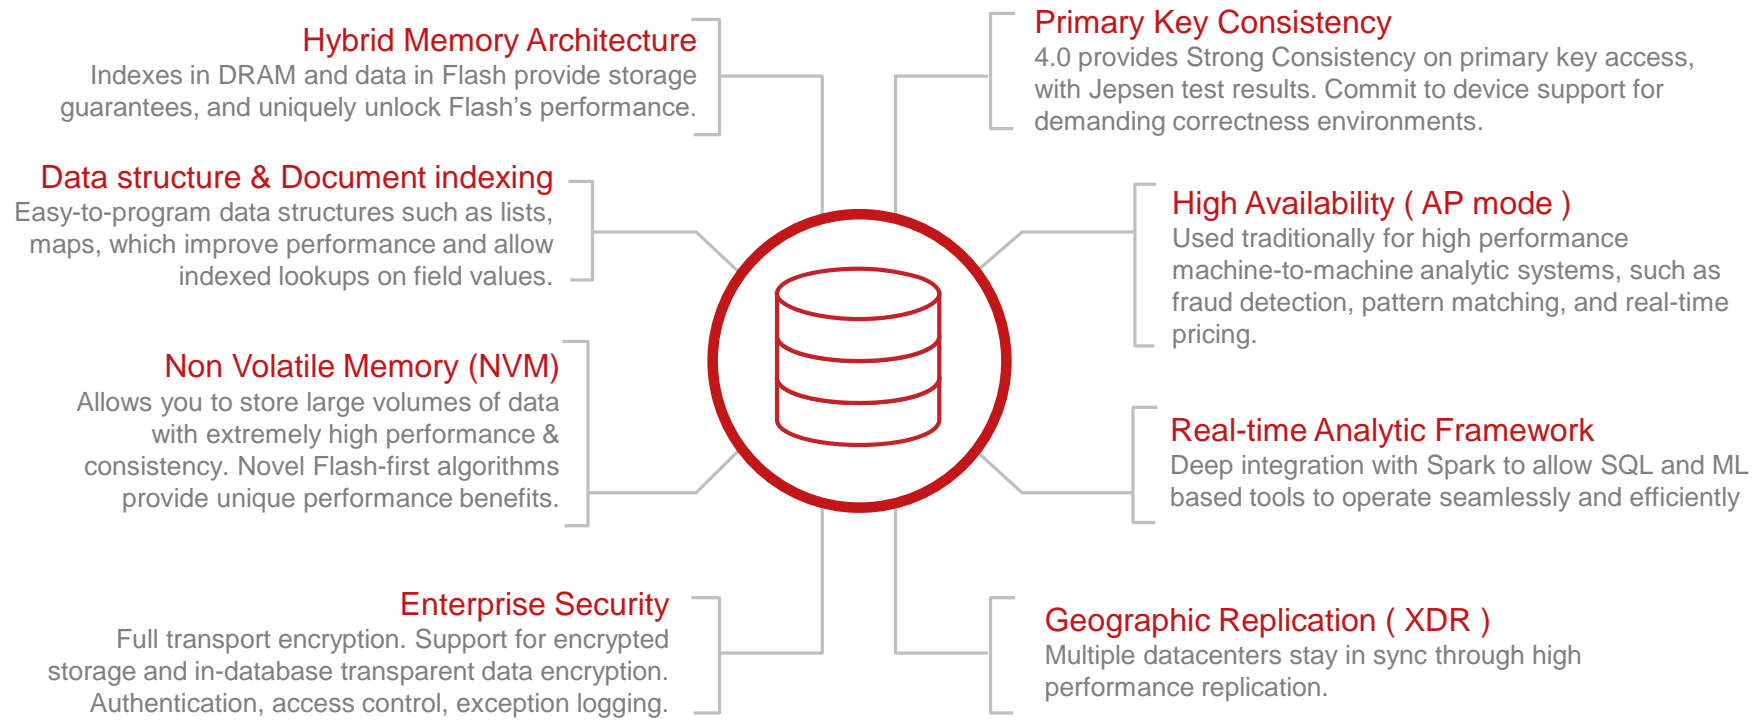 Hybrid Memory Architecture
Indexes in DRAM and data in Flash provide storage
guarantees, and uniquely unlock Flash’s performance.
Data structure & Document indexing
Easy-to-program data structures such as lists,
maps, which improve performance and allow
indexed lookups on field values.
Non Volatile Memory (NVM)
Allows you to store large volumes of data
with extremely high performance &
consistency. Novel Flash-first algorithms
provide unique performance benefits.
Enterprise Security
Full transport encryption. Support for encrypted
storage and in-database transparent data encryption.
Authentication, access control, exception logging.
Primary Key Consistency
4.0 provides Strong Consistency on primary key access,
with Jepsen test results. Commit to device support for
demanding correctness environments.
High Availability ( AP mode )
Used traditionally for high performance
machine-to-machine analytic systems, such as
fraud detection, pattern matching, and real-time
pricing.
Real-time Analytic Framework
Deep integration with Spark to allow SQL and ML
based tools to operate seamlessly and efficiently
Geographic Replication ( XDR )
Multiple datacenters stay in sync through high
performance replication.